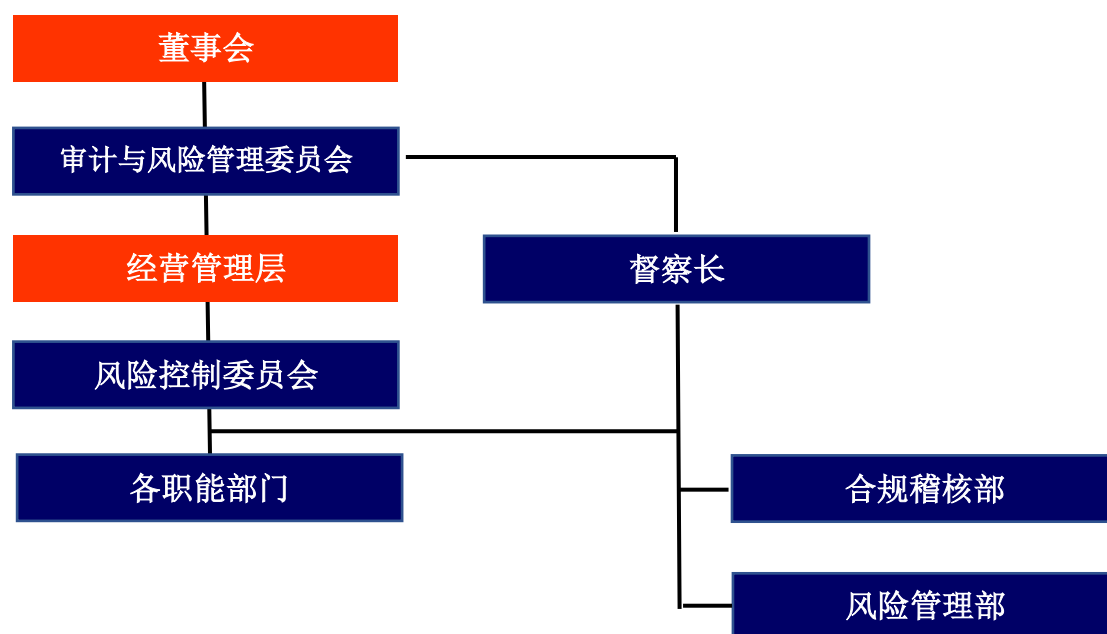 董事会
审计与风险管理委员会
经营管理层
督察长
风险控制委员会
各职能部门
合规稽核部
风险管理部